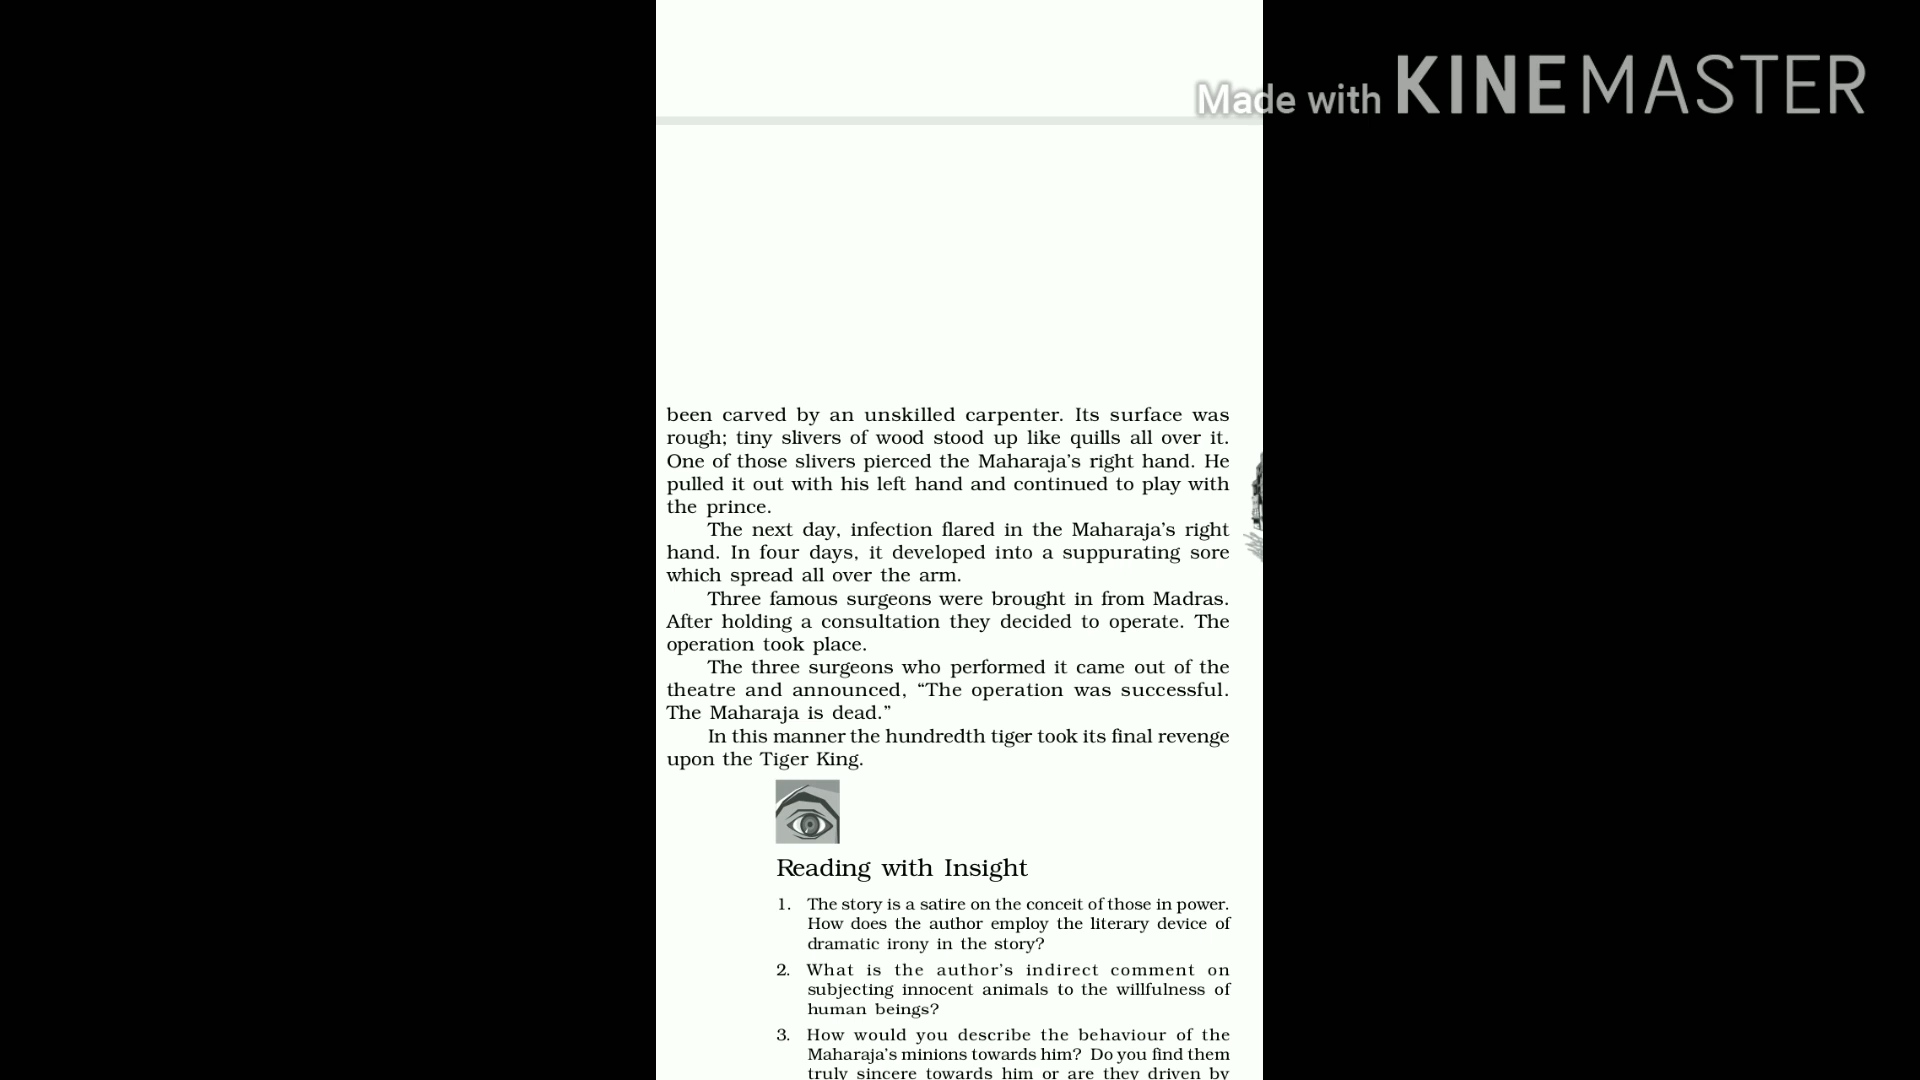 Made with KINEMASTER
been carved by an unskilled carpenter. Its surface was
rough; tiny slivers of wood stood up like quills all over it.
One of those slivers pierced the Maharaja’s right hand. He
pulled it out with his left hand and continued to play with
the prince.
The next day, infection flared in the Maharaja’s right
hand. In four days, it developed into a suppurating sore
which spread all over the arm.
Three famous surgeons were brought in from Madras.
After holding a consultation they decided to operate. The
operation took place.
The three surgeons who performed it came out of the
theatre and announced, “The operation was successful.
The Maharaja is dead.”
In this manner the hundredth tiger took its final revenge
upon the Tiger King.
Reading with Insight
1. The story is a satire on the conceit of those in power.
How does the author employ the literary device of
dramatic irony in the story?
2. What is the author’s indirect comment on
subjecting innocent animals to the willfulness of
human beings?
3. How would you describe the behaviour of the
Maharaja’s minions towards him? Do you find them
truly sincere towards him or are they driven by